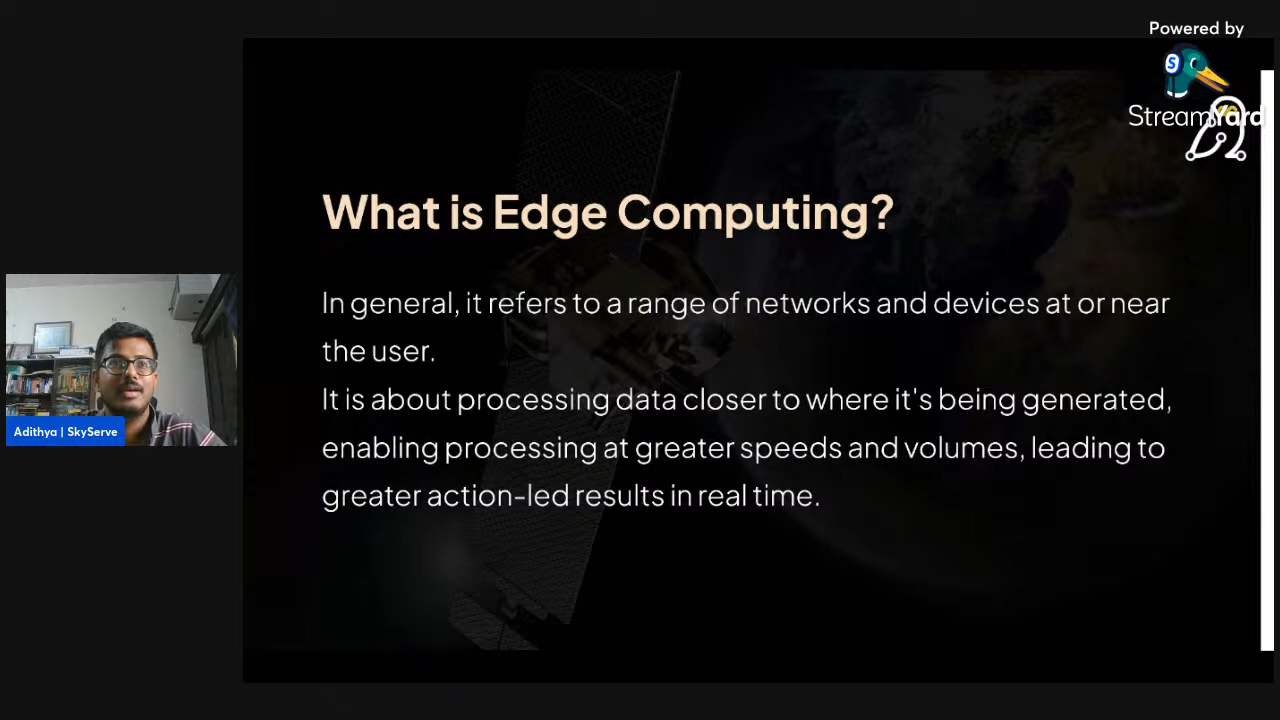 Powered by
StreamYard
What is Edge Computing?
In general, it refers to a range of networks and devices at or near
the user.
It is about processing data closer to where it's being generated,
enabling processing at greater speeds and volumes, leading to
greater action-led results in real time.
Adithya | SkyServe